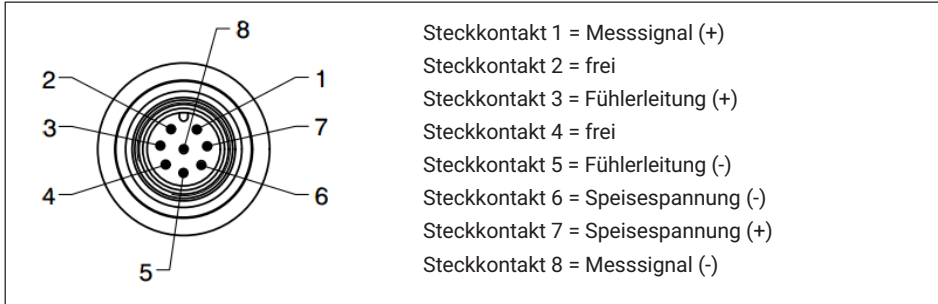 8
2
1
3
7
4
6
5
Steckkontakt 1 = Messsignal (+)
Steckkontakt 2 = frei
Steckkontakt 3 = Fühlerleitung (+)
Steckkontakt 4 = frei
Steckkontakt 5 = Fühlerleitung (-)
Steckkontakt 6 = Speisespannung (-)
Steckkontakt 7 = Speisespannung (+)
Steckkontakt 8 = Messsignal (-)